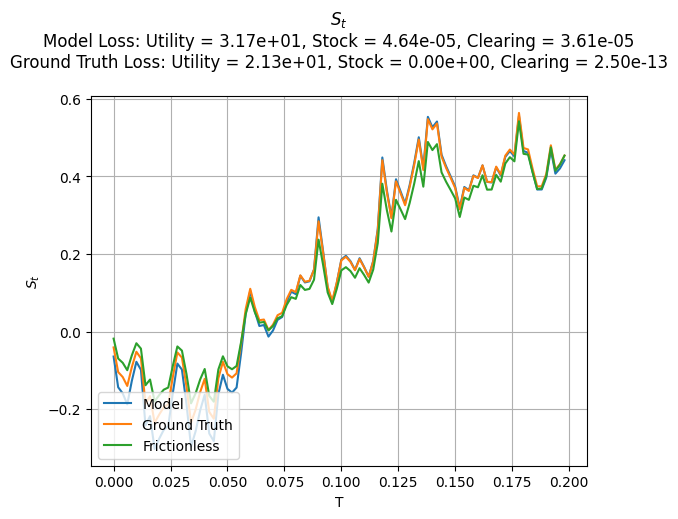 S_t
Model Loss: Utility = 3.17e+01, Stock = 4.64e-05, Clearing = 3.61e-05
Ground Truth Loss: Utility = 2.13e+01, Stock = 0.00e+00, Clearing = 2.50e-13
0.6
0.4
0.2
0.0
−0.2
S_t
Model
Ground Truth
Frictionless
0.000 0.025 0.050 0.075 0.100 0.125 0.150 0.175 0.200
T